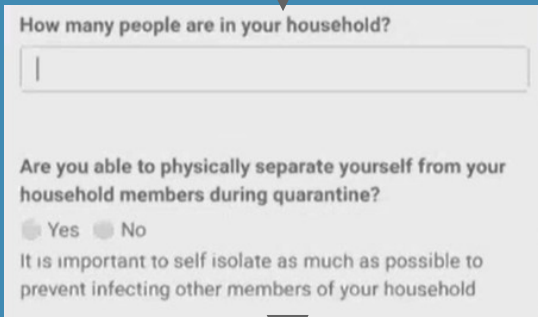 How many people are in your household?
Are you able to physically separate yourself from your
household members during quarantine?
Yes No
It is important to self isolate as much as possible to
prevent infecting other members of your household